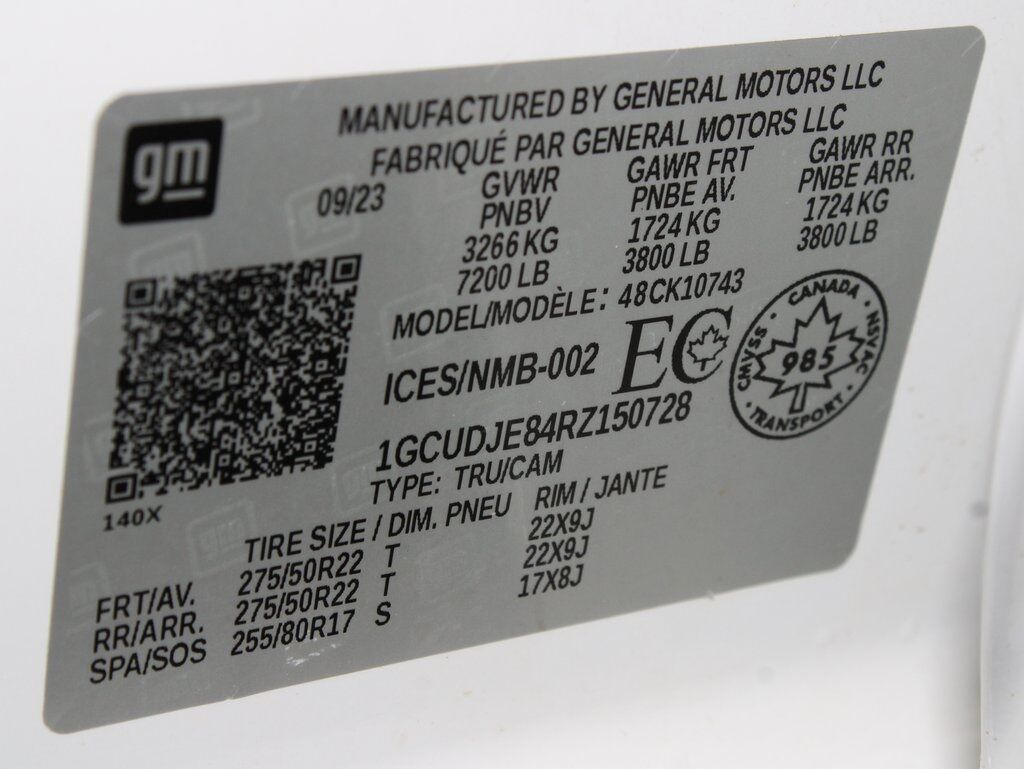 MANUFACTURED BY GENERAL MOTORS LLC
FABRIQUÉ PAR GENERAL MOTORS LLC
gm
09/23
GVWR GAWR FRT GAWR RR
PNBV PNBE AV. PNBE ARR.
3266 KG 1724 KG 1724 KG
7200 LB 3800 LB 3800 LB
MODEL/MODÈLE: 48CK10743
ICES/NMB-002 EC
CANADA
CMVSS 985 NSVAC
TRANSPORT
1GCUDJE84RZ150728
TYPE: TRU/CAM
140X
TIRE SIZE / DIM. PNEU RIM / JANTE
FRT/AV. 275/50R22 T 22X9J
RR/ARR. 275/50R22 T 22X9J
SPA/SOS 255/80R17 S 17X8J